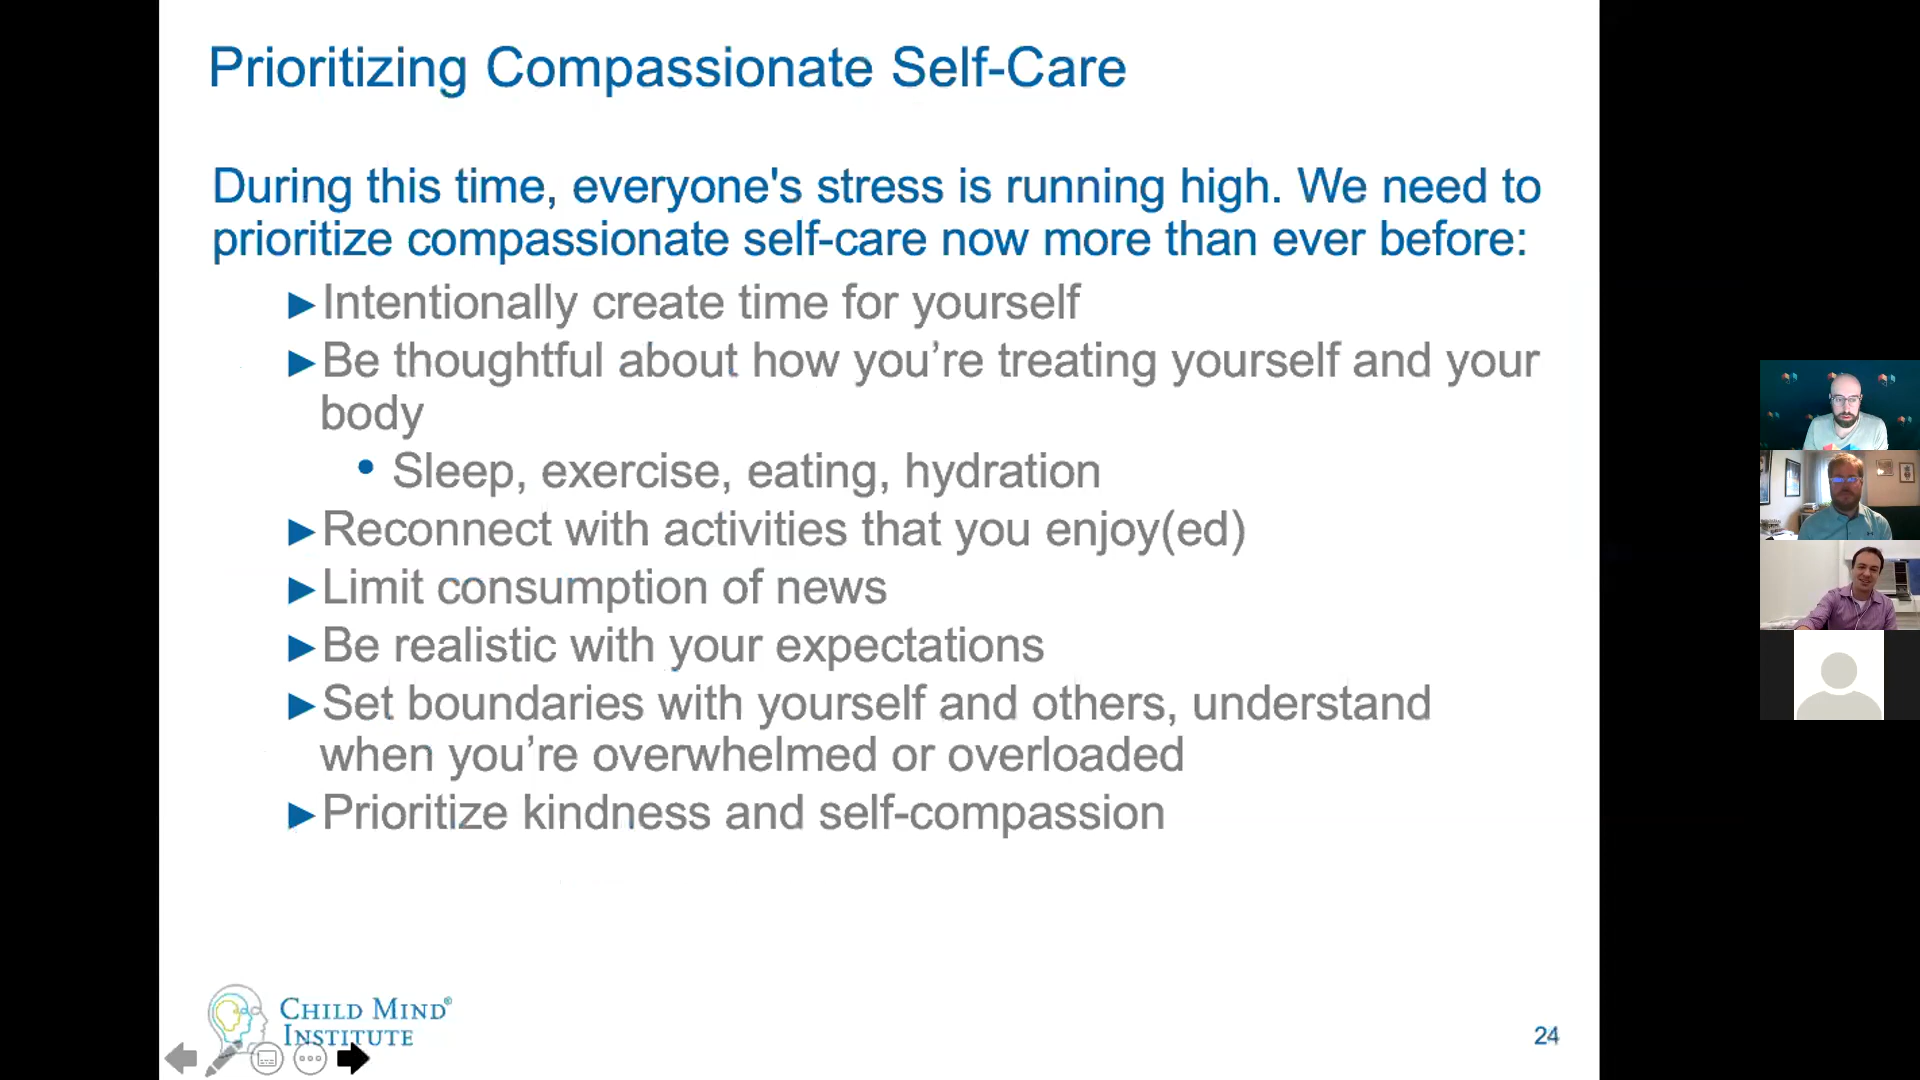 Prioritizing Compassionate Self-Care
During this time, everyone's stress is running high. We need to
prioritize compassionate self-care now more than ever before:
►Intentionally create time for yourself
►Be thoughtful about how you’re treating yourself and your
body
• Sleep, exercise, eating, hydration
►Reconnect with activities that you enjoy(ed)
►Limit consumption of news
►Be realistic with your expectations
►Set boundaries with yourself and others, understand
when you’re overwhelmed or overloaded
►Prioritize kindness and self-compassion
CHILD MIND®
INSTITUTE
24